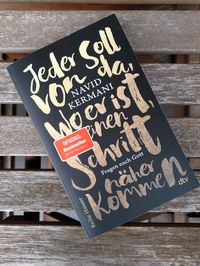 Jeder Soll
von da,
NAVID
KERMANI
Wo er ist,
einen
Schritt
näher
Kommen
Fragen nach Gott
SPIEGEL
Bestseller
dtv